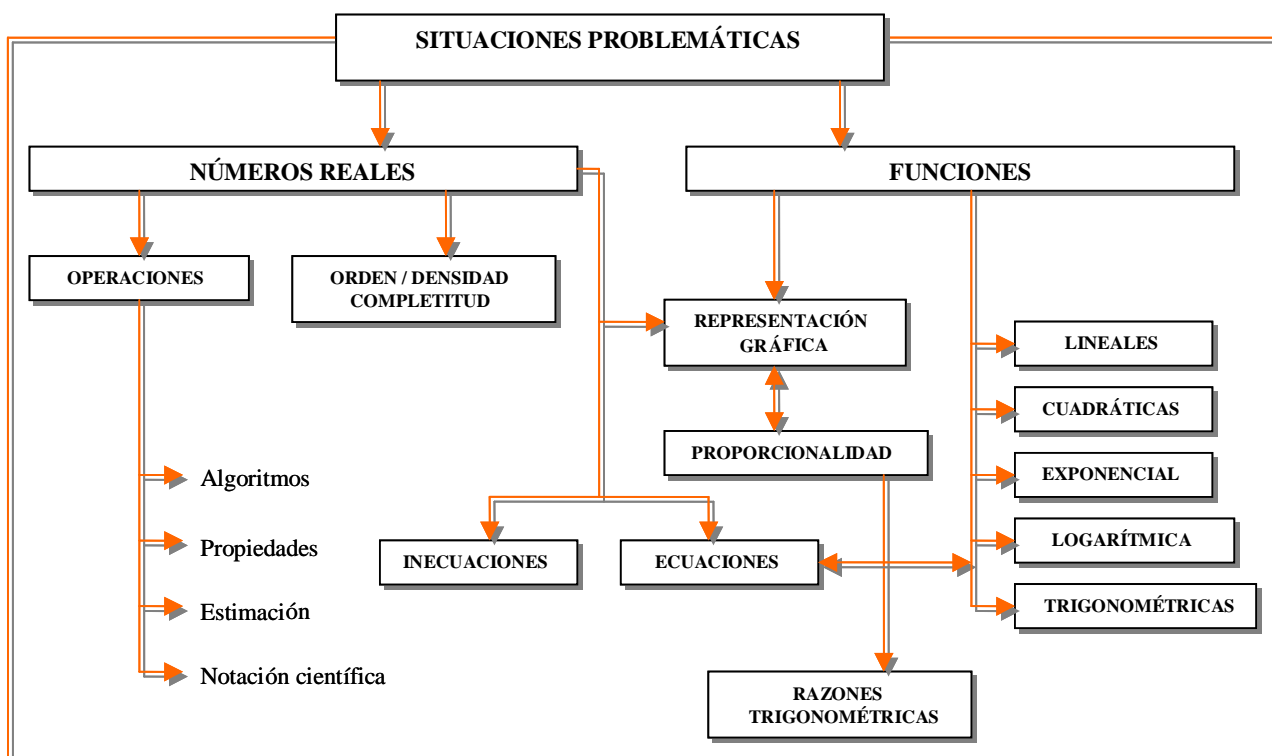 SITUACIONES PROBLEMÁTICAS
NÚMEROS REALES
FUNCIONES
OPERACIONES
ORDEN / DENSIDAD
COMPLETITUD
REPRESENTACIÓN
GRÁFICA
LINEALES
CUADRÁTICAS
PROPORCIONALIDAD
EXPONENCIAL
Algoritmos
Propiedades
LOGARÍTMICA
INECUACIONES
ECUACIONES
Estimación
TRIGONOMÉTRICAS
Notación científica
RAZONES
TRIGONOMÉTRICAS